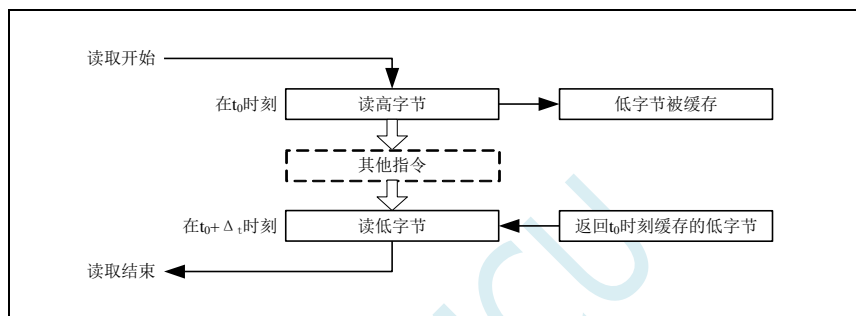 读取开始
在t₀时刻
读高字节
低字节被缓存
其他指令
在t₀+Δₜ时刻
读低字节
返回t₀时刻缓存的低字节
读取结束